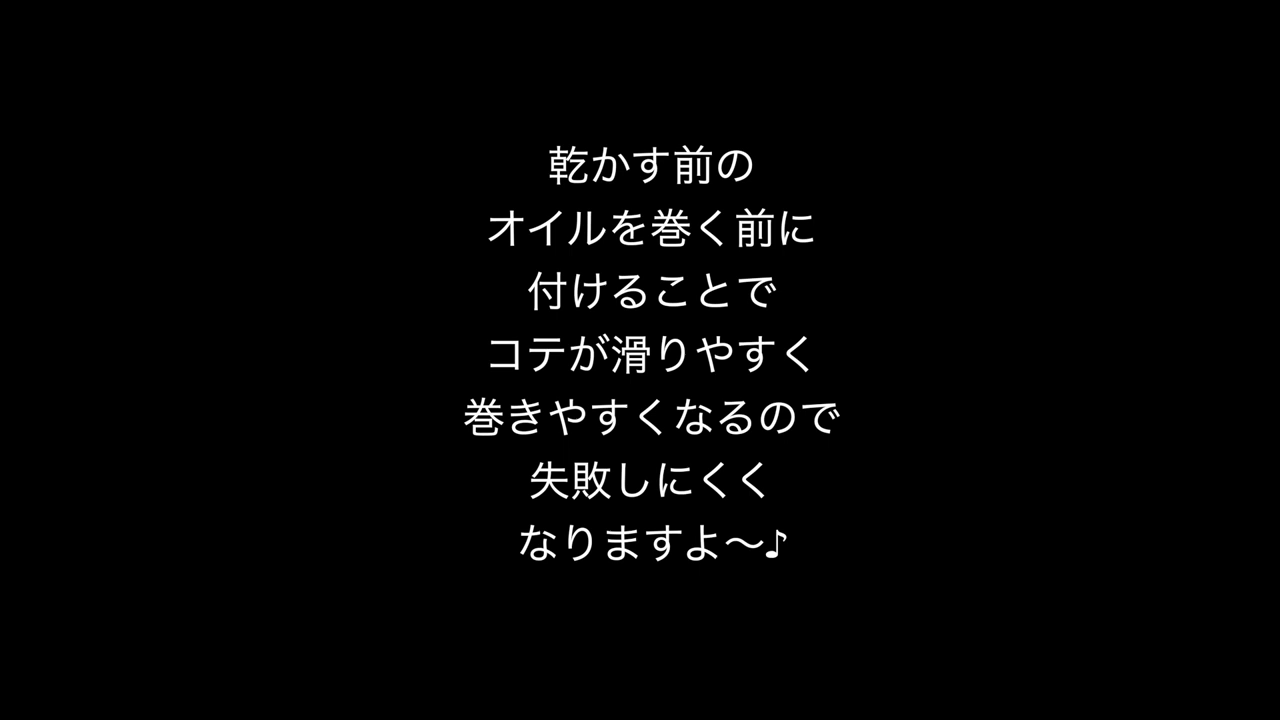 乾かす前の
オイルを巻く前に
付けることで
コテが滑りやすく
巻きやすくなるので
失敗しにくく
なりますよ〜♪